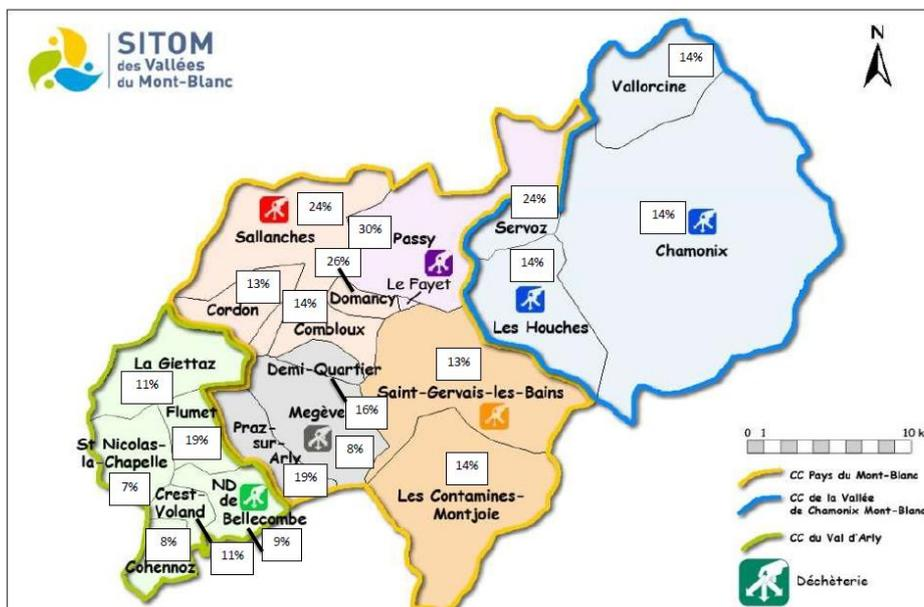 SITOM
des Vallées
du Mont-Blanc
N
14%
Vallorcine
24%
Servoz
14%
Chamonix
24%
Sallanches
30%
Passy
26%
Domancy
Le Fayet
14%
Les Houches
13%
Cordon
14%
Combloux
La Giettaz
11%
Demi-Quartier
16%
13%
Saint-Gervais-les-Bains
Flumet
19%
Megève
8%
Praz-
sur-
Arly
19%
St Nicolas-
la-Chapelle
7%
14%
Les Contamines-
Montjoie
Crest-
Voland
11%
ND
de
Bellecombe
9%
8%
Cohennoz
0 1 10 k
CC Pays du Mont-Blanc
CC de la Vallée
de Chamonix Mont-Blanc
CC du Val d'Arly
Déchèterie